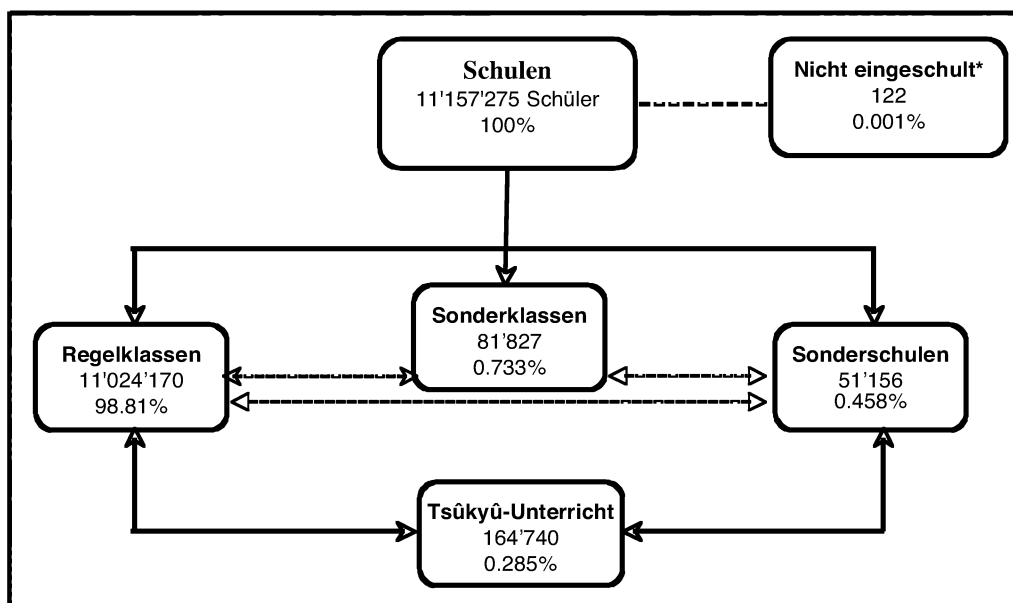 Schulen
11'157'275 Schüler
100%
Nicht eingeschult*
122
0.001%
Sonderklassen
81'827
0.733%
Regelklassen
11'024'170
98.81%
Sonderschulen
51'156
0.458%
Tsûkyû-Unterricht
164'740
0.285%